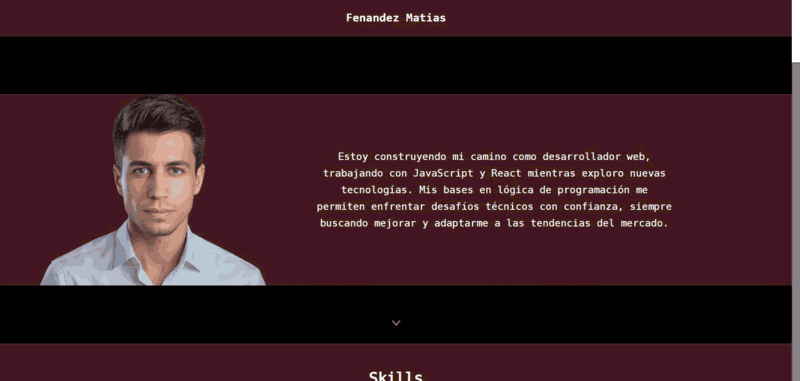 Fenandez Matias
Estoy construyendo mi camino como desarrollador web,
trabajando con JavaScript y React mientras exploro nuevas
tecnologías. Mis bases en lógica de programación me
permiten enfrentar desafíos técnicos con confianza, siempre
buscando mejorar y adaptarme a las tendencias del mercado.
Skills